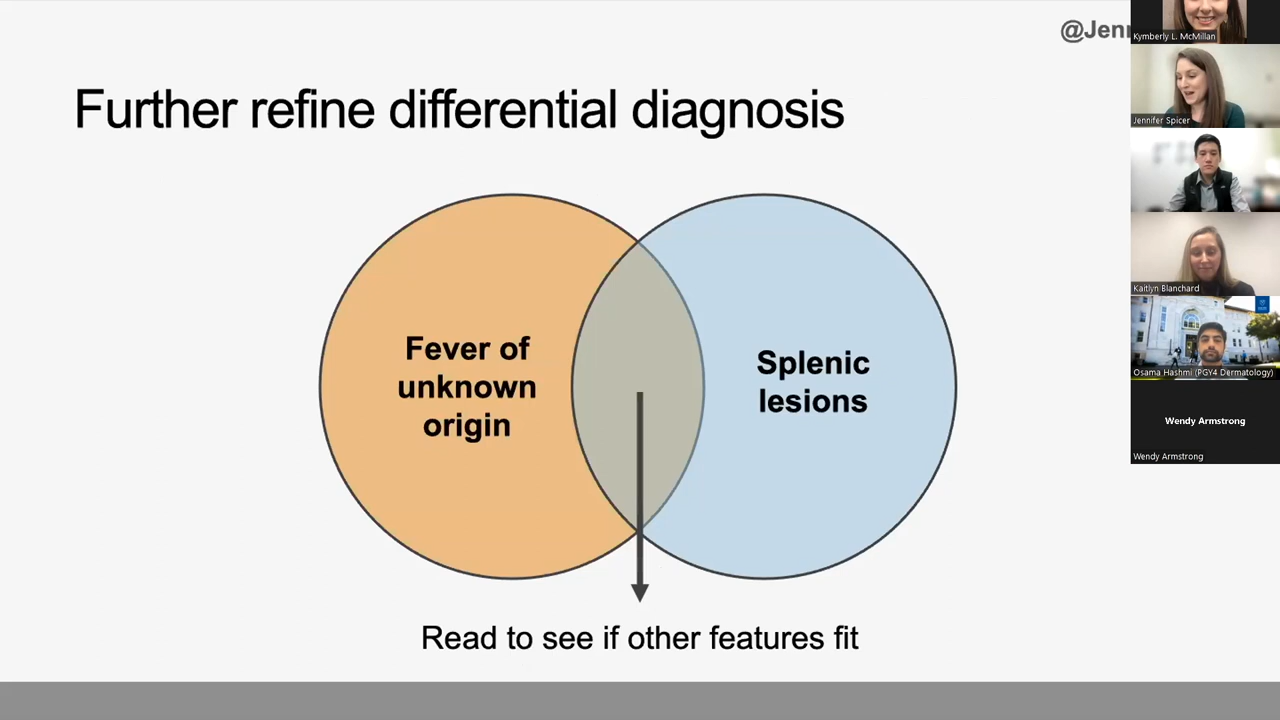 @Jenn
Further refine differential diagnosis
Fever of
unknown
origin
Splenic
lesions
Read to see if other features fit
Kymberly L. McMillan
Jennifer Spicer
Kaitlyn Blanchard
Osama Hashmi (PGY4 Dermatology)
Wendy Armstrong
Wendy Armstrong